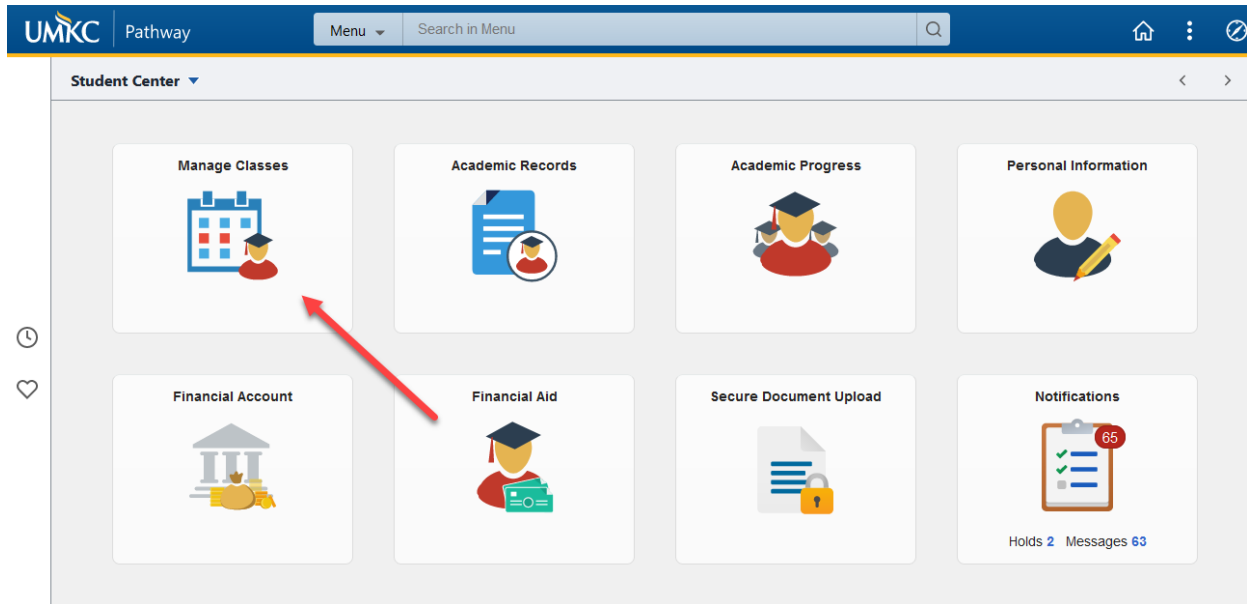 UMKC Pathway Menu Search in Menu
Student Center
Manage Classes Academic Records Academic Progress Personal Information
Financial Account Financial Aid Secure Document Upload Notifications
65
Holds 2 Messages 63